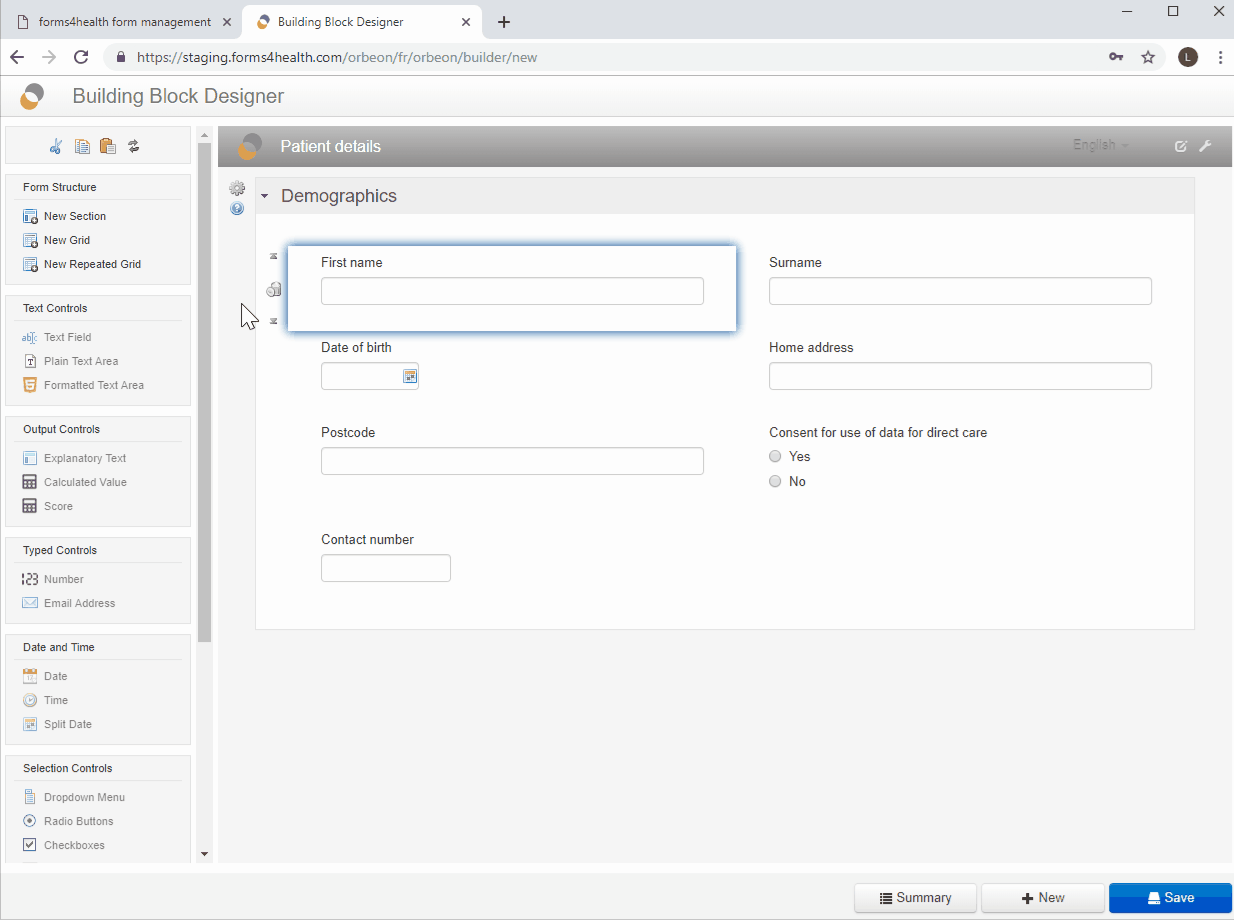 forms4health form management
Building Block Designer
https://staging.forms4health.com/orbeon/fr/orbeon/builder/new
L
Building Block Designer
Patient details
English
Form Structure
New Section
New Grid
New Repeated Grid
Text Controls
Text Field
Plain Text Area
Formatted Text Area
Output Controls
Explanatory Text
Calculated Value
Score
Typed Controls
Number
Email Address
Date and Time
Date
Time
Split Date
Selection Controls
Dropdown Menu
Radio Buttons
Checkboxes
Demographics
First name
Surname
Date of birth
Home address
Postcode
Consent for use of data for direct care
Yes
No
Contact number
Summary
New
Save